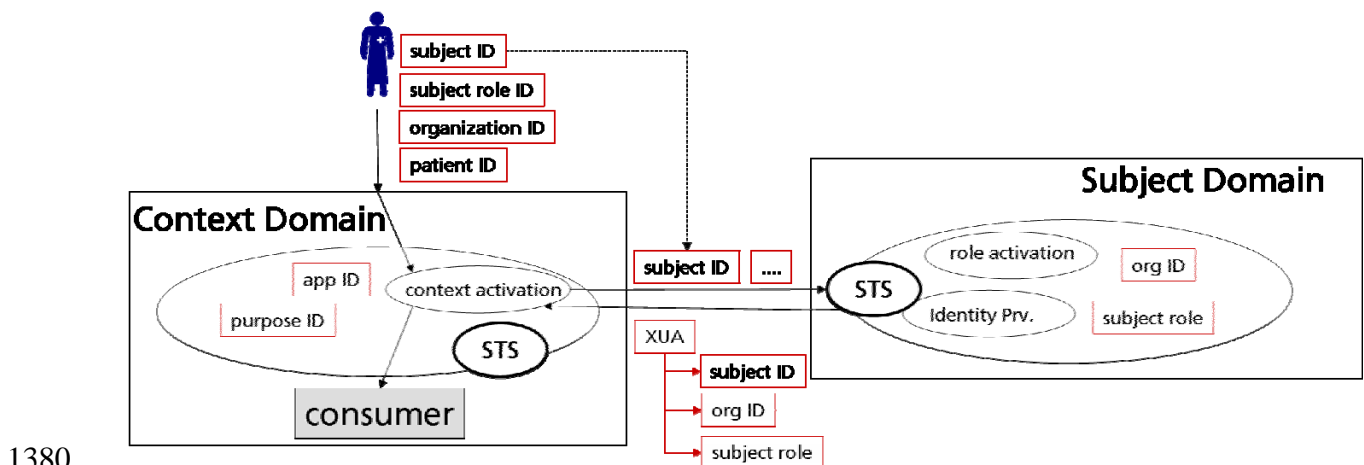 subject ID
subject role ID
organization ID
patient ID
Context Domain
app ID
context activation
purpose ID
STS
consumer
subject ID
....
XUA
subject ID
org ID
subject role
Subject Domain
role activation
org ID
STS
Identity Prv.
subject role
1380